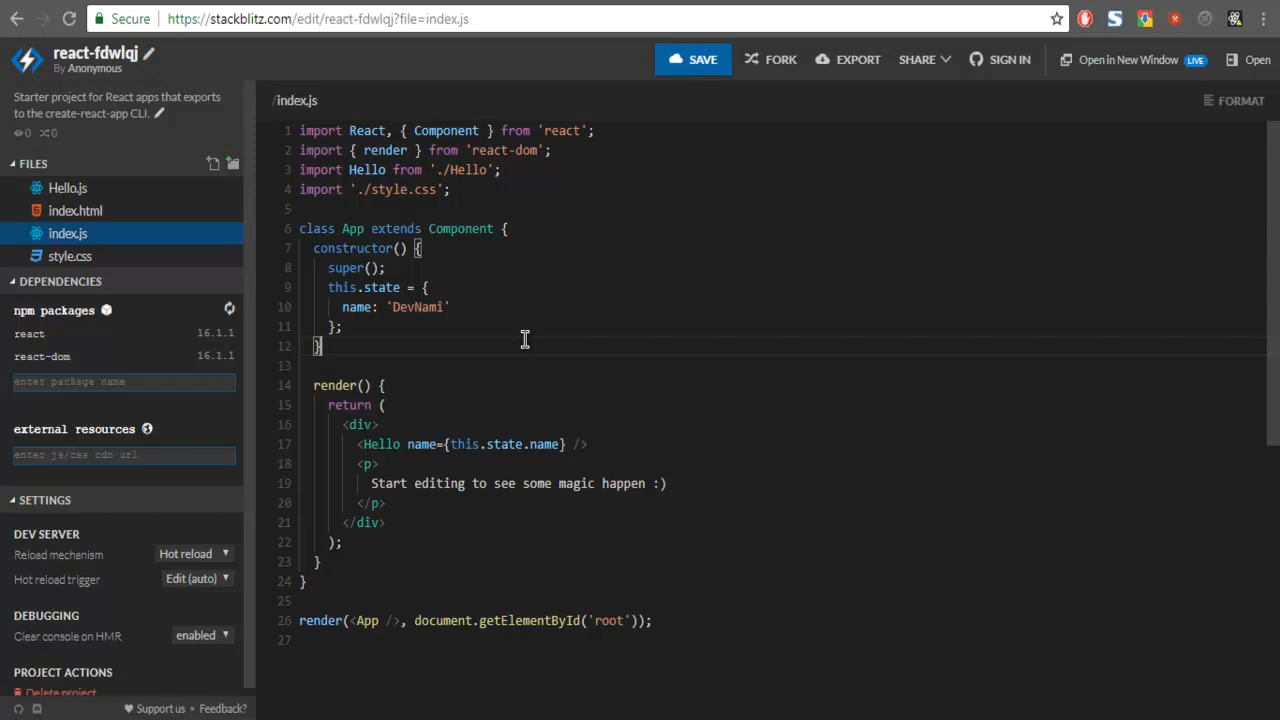 Secure https://stackblitz.com/edit/react-fdwlqj?file=index.js
react-fdwlqj
By Anonymous
SAVE FORK EXPORT SHARE SIGN IN Open in New Window LIVE Open
Starter project for React apps that exports
to the create-react-app CLI.
0 0
FILES
Hello.js
index.html
index.js
style.css
DEPENDENCIES
npm packages
react 16.1.1
react-dom 16.1.1
enter package name
external resources
enter js/css cdn url
SETTINGS
DEV SERVER
Reload mechanism Hot reload
Hot reload trigger Edit (auto)
DEBUGGING
Clear console on HMR enabled
PROJECT ACTIONS
Delete project
Support us • Feedback?
/index.js FORMAT
1 import React, { Component } from 'react';
2 import { render } from 'react-dom';
3 import Hello from './Hello';
4 import './style.css';
5
6 class App extends Component {
7 constructor() {
8 super();
9 this.state = {
10 name: 'DevNami'
11 };
12 }
13
14 render() {
15 return (
16 <div>
17 <Hello name={this.state.name} />
18 <p>
19 Start editing to see some magic happen :)
20 </p>
21 </div>
22 );
23 }
24 }
25
26 render(<App />, document.getElementById('root'));
27